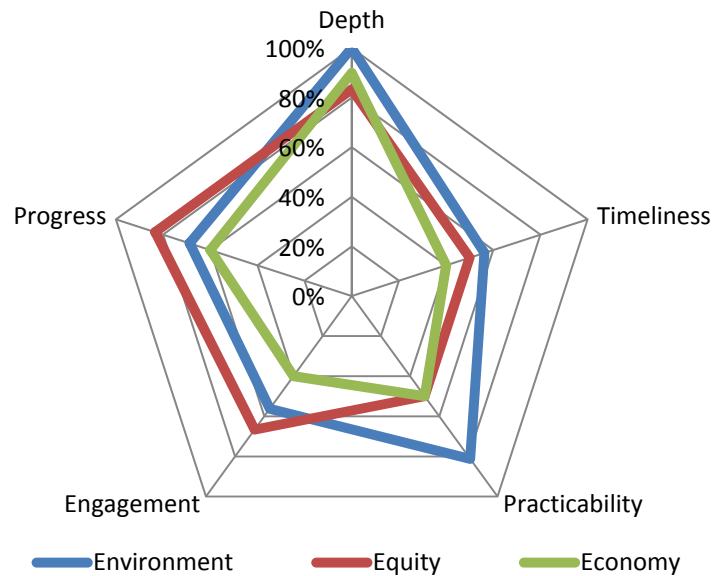 Depth
100%
80%
60%
40%
20%
0%
Timeliness
Progress
Engagement
Practicability
Environment Equity Economy